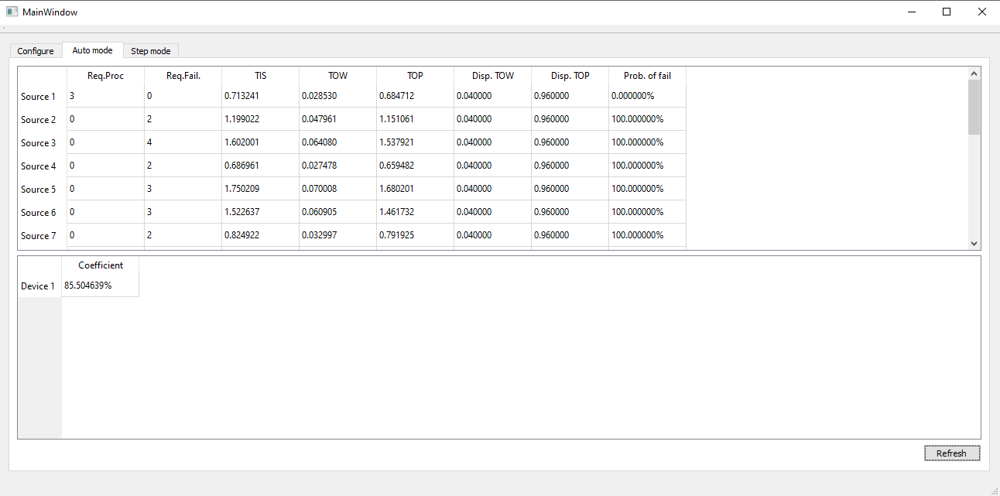 MainWindow
Configure Auto mode Step mode
Req.Proc Req.Fail. TIS TOW TOP Disp. TOW Disp. TOP Prob. of fail
Source 1 3 0 0.713241 0.028530 0.684712 0.040000 0.960000 0.000000%
Source 2 0 2 1.199022 0.047961 1.151061 0.040000 0.960000 100.000000%
Source 3 0 4 1.602001 0.064080 1.537921 0.040000 0.960000 100.000000%
Source 4 0 2 0.686961 0.027478 0.659482 0.040000 0.960000 100.000000%
Source 5 0 3 1.750209 0.070008 1.680201 0.040000 0.960000 100.000000%
Source 6 0 3 1.522637 0.060905 1.461732 0.040000 0.960000 100.000000%
Source 7 0 2 0.824922 0.032997 0.791925 0.040000 0.960000 100.000000%
Coefficient
Device 1 85.504639%
Refresh